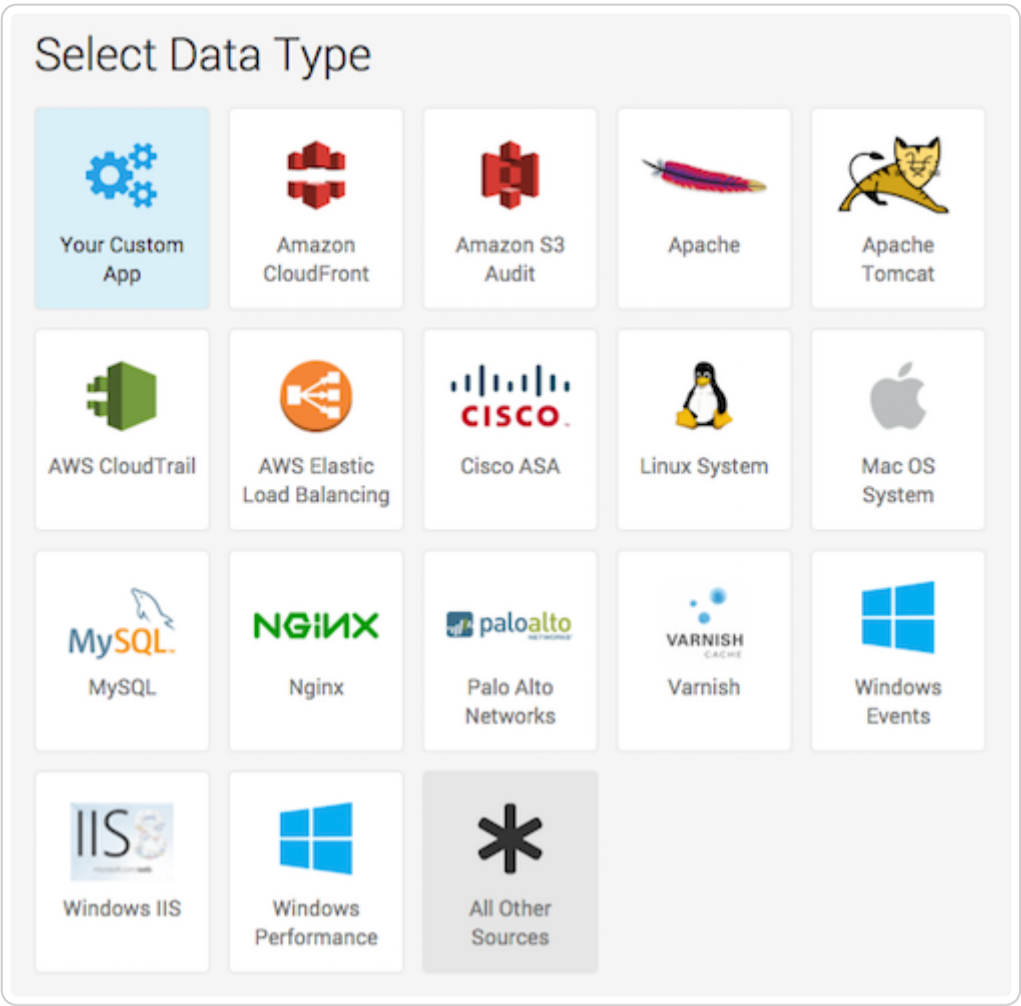 Select Data Type
Your Custom
App
Amazon
CloudFront
Amazon S3
Audit
Apache
Apache
Tomcat
AWS CloudTrail
AWS Elastic
Load Balancing
CISCO
Cisco ASA
Linux System
Mac OS
System
MySQL
MySQL
NGINX
Nginx
paloalto
NETWORKS
Palo Alto
Networks
VARNISH
CACHE
Varnish
Windows
Events
IIS8
Windows IIS
Windows
Performance
All Other
Sources